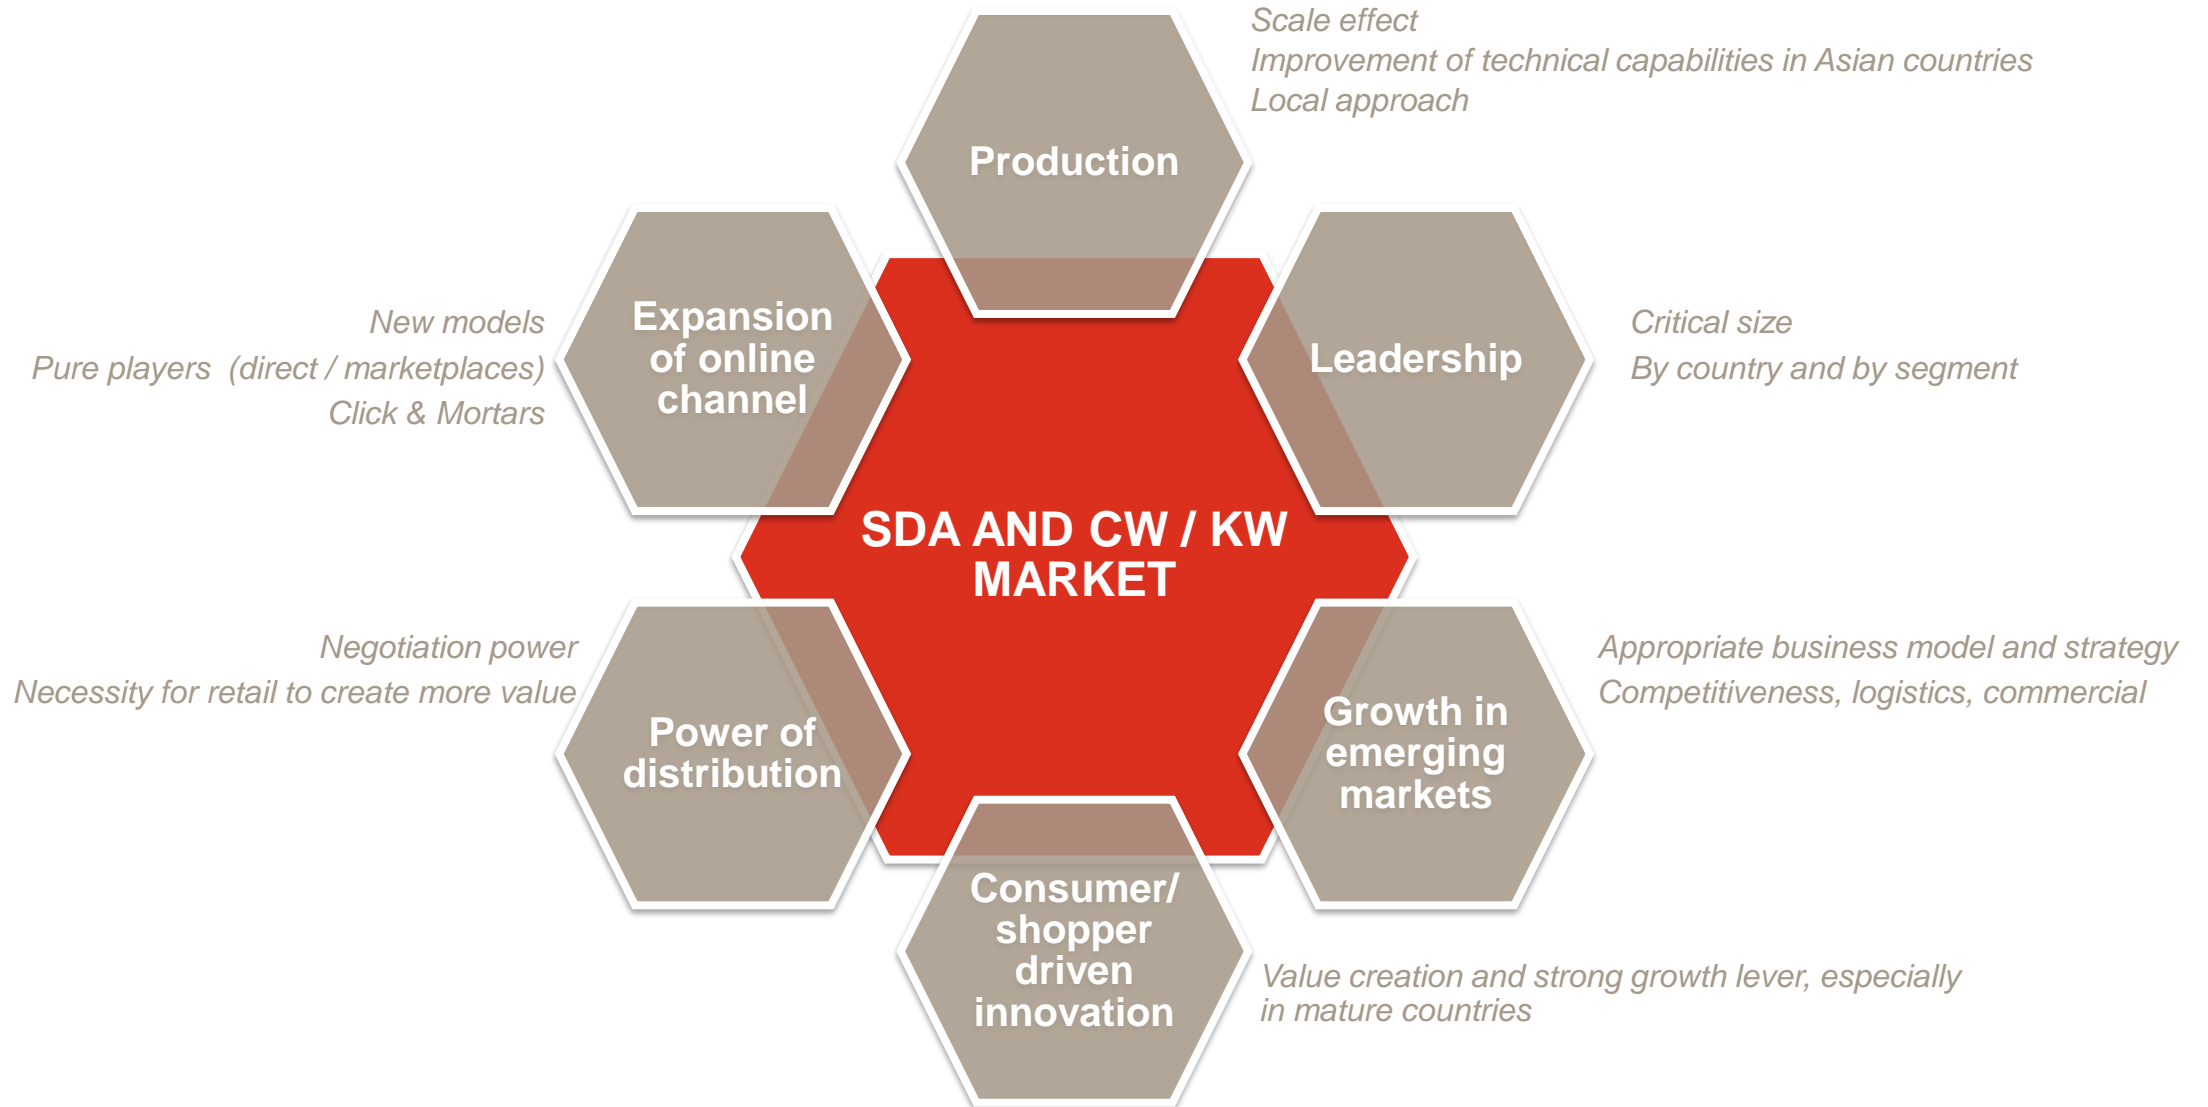 Scale effect
Improvement of technical capabilities in Asian countries
Local approach
Production
Expansion
of online
channel
New models
Pure players (direct / marketplaces)
Click & Mortars
Leadership
Critical size
By country and by segment
SDA AND CW / KW
MARKET
Negotiation power
Necessity for retail to create more value
Power of
distribution
Growth in
emerging
markets
Appropriate business model and strategy
Competitiveness, logistics, commercial
Consumer/
shopper
driven
innovation
Value creation and strong growth lever, especially
in mature countries